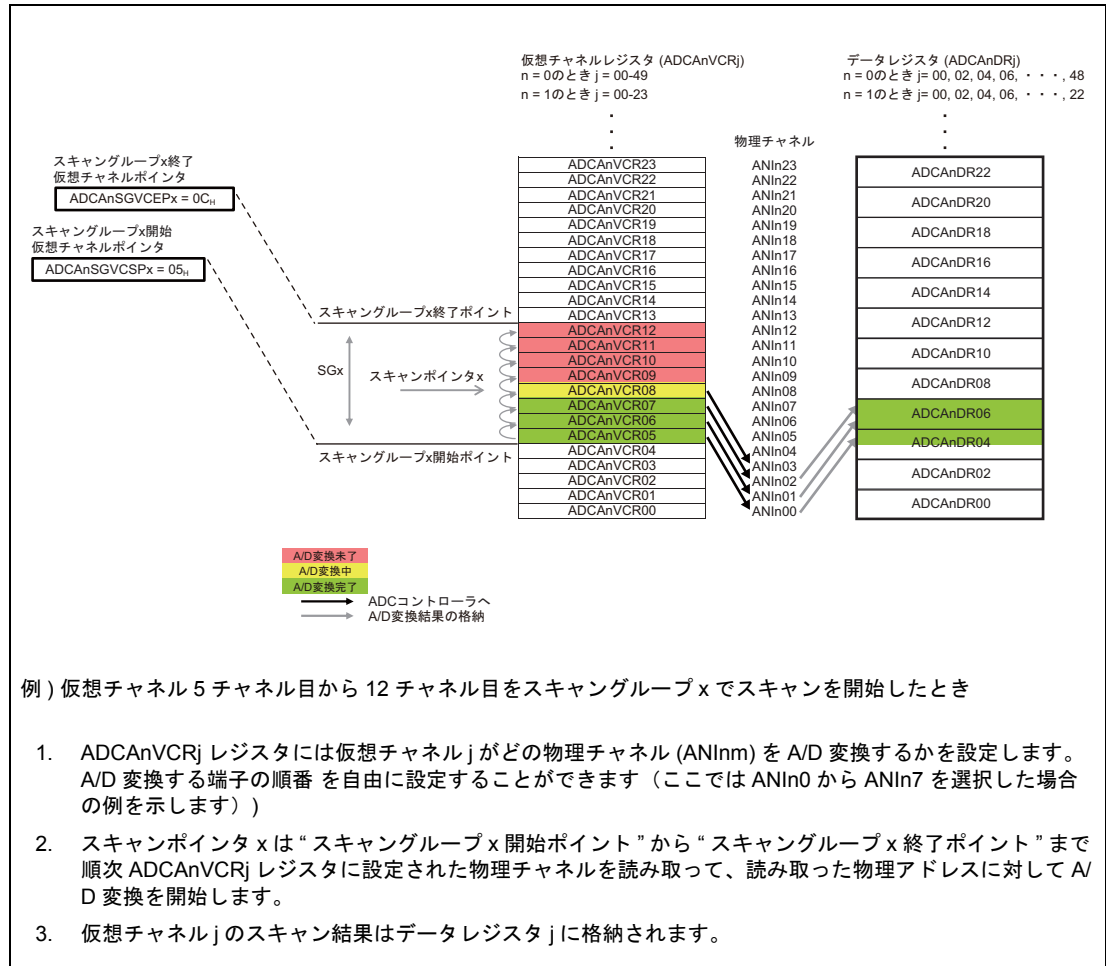 仮想チャネルレジスタ (ADCAnVCRj)
n = 0のとき j = 00-49
n = 1のとき j = 00-23
データレジスタ (ADCAnDRj)
n = 0のとき j= 00, 02, 04, 06, ・・・, 48
n = 1のとき j= 00, 02, 04, 06, ・・・, 22
物理チャネル
スキャングループx終了
仮想チャネルポインタ
ADCAnSGVCEPx = 0CH
スキャングループx開始
仮想チャネルポインタ
ADCAnSGVCSPx = 05H
スキャングループx終了ポイント
SGx
スキャンポインタx
スキャングループx開始ポイント
ADCAnVCR23
ADCAnVCR22
ADCAnVCR21
ADCAnVCR20
ADCAnVCR19
ADCAnVCR18
ADCAnVCR17
ADCAnVCR16
ADCAnVCR15
ADCAnVCR14
ADCAnVCR13
ADCAnVCR12
ADCAnVCR11
ADCAnVCR10
ADCAnVCR09
ADCAnVCR08
ADCAnVCR07
ADCAnVCR06
ADCAnVCR05
ADCAnVCR04
ADCAnVCR03
ADCAnVCR02
ADCAnVCR01
ADCAnVCR00
ANIn23
ANIn22
ANIn21
ANIn20
ANIn19
ANIn18
ANIn17
ANIn16
ANIn15
ANIn14
ANIn13
ANIn12
ANIn11
ANIn10
ANIn09
ANIn08
ANIn07
ANIn06
ANIn05
ANIn04
ANIn03
ANIn02
ANIn01
ANIn00
ADCAnDR22
ADCAnDR20
ADCAnDR18
ADCAnDR16
ADCAnDR14
ADCAnDR12
ADCAnDR10
ADCAnDR08
ADCAnDR06
ADCAnDR04
ADCAnDR02
ADCAnDR00
A/D変換未了
A/D変換中
A/D変換完了
ADCコントローラへ
A/D変換結果の格納
例 ) 仮想チャネル 5 チャネル目から 12 チャネル目をスキャングループ x でスキャンを開始したとき
1. ADCAnVCRj レジスタには仮想チャネル j がどの物理チャネル (ANInm) を A/D 変換するかを設定します。
A/D 変換する端子の順番 を自由に設定することができます（ここでは ANIn0 から ANIn7 を選択した場合
の例を示します）)
2. スキャンポインタ x は “ スキャングループ x 開始ポイント ” から “ スキャングループ x 終了ポイント ” まで
順次 ADCAnVCRj レジスタに設定された物理チャネルを読み取って、読み取った物理アドレスに対して A/
D 変換を開始します。
3. 仮想チャネル j のスキャン結果はデータレジスタ j に格納されます。